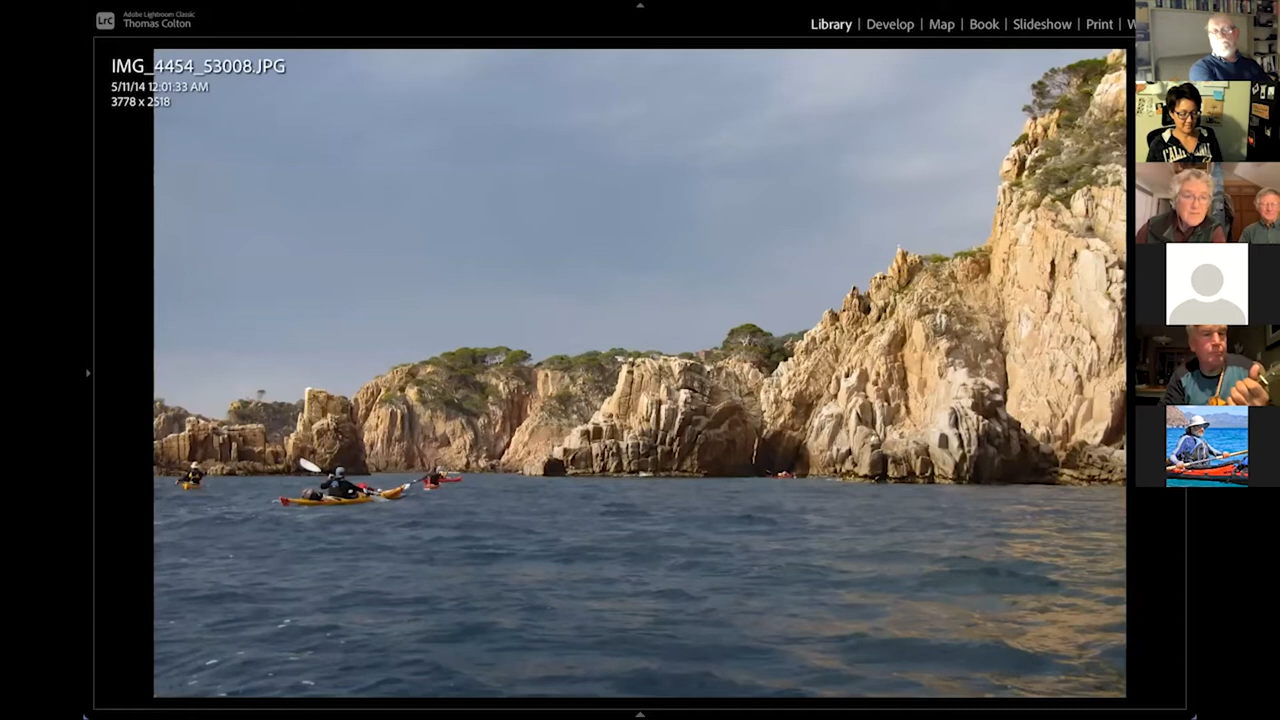 LrC
Adobe Lightroom Classic
Thomas Colton
Library | Develop | Map | Book | Slideshow | Print | W
IMG_4454_53008.JPG
5/11/14 12:01:33 AM
3778 x 2518
CALIFORNIA